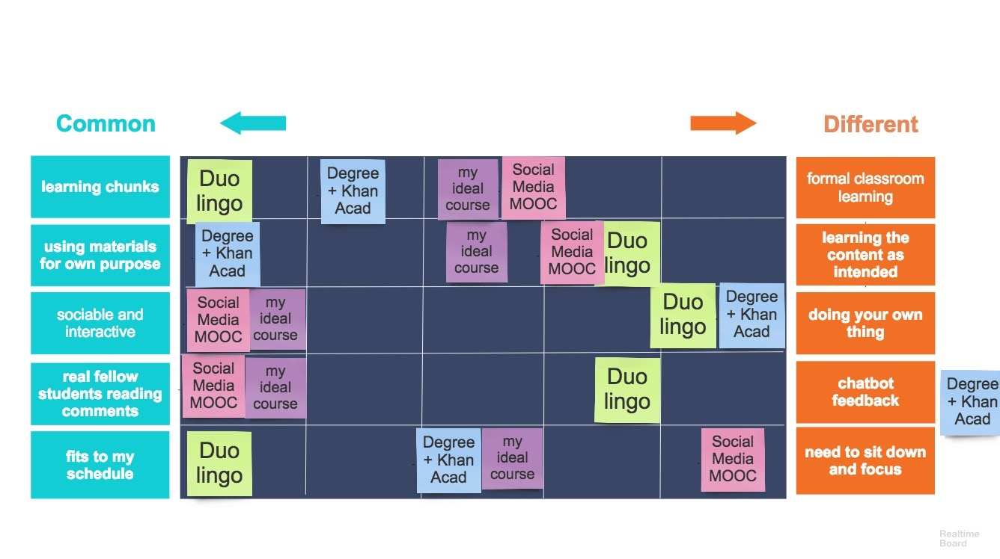 Common
Different
learning chunks
Duo
lingo
Degree
+ Khan
Acad
my
ideal
course
Social
Media
MOOC
formal classroom
learning
using materials
for own purpose
Degree
+ Khan
Acad
my
ideal
course
Social
Media
MOOC
Duo
lingo
learning the
content as
intended
sociable and
interactive
Social
Media
MOOC
my
ideal
course
Duo
lingo
Degree
+ Khan
Acad
doing your own
thing
real fellow
students reading
comments
Social
Media
MOOC
my
ideal
course
Duo
lingo
chatbot
feedback
Degree
+ Khan
Acad
fits to my
schedule
Duo
lingo
Degree
+ Khan
Acad
my
ideal
course
Social
Media
MOOC
need to sit down
and focus
Realtime
Board